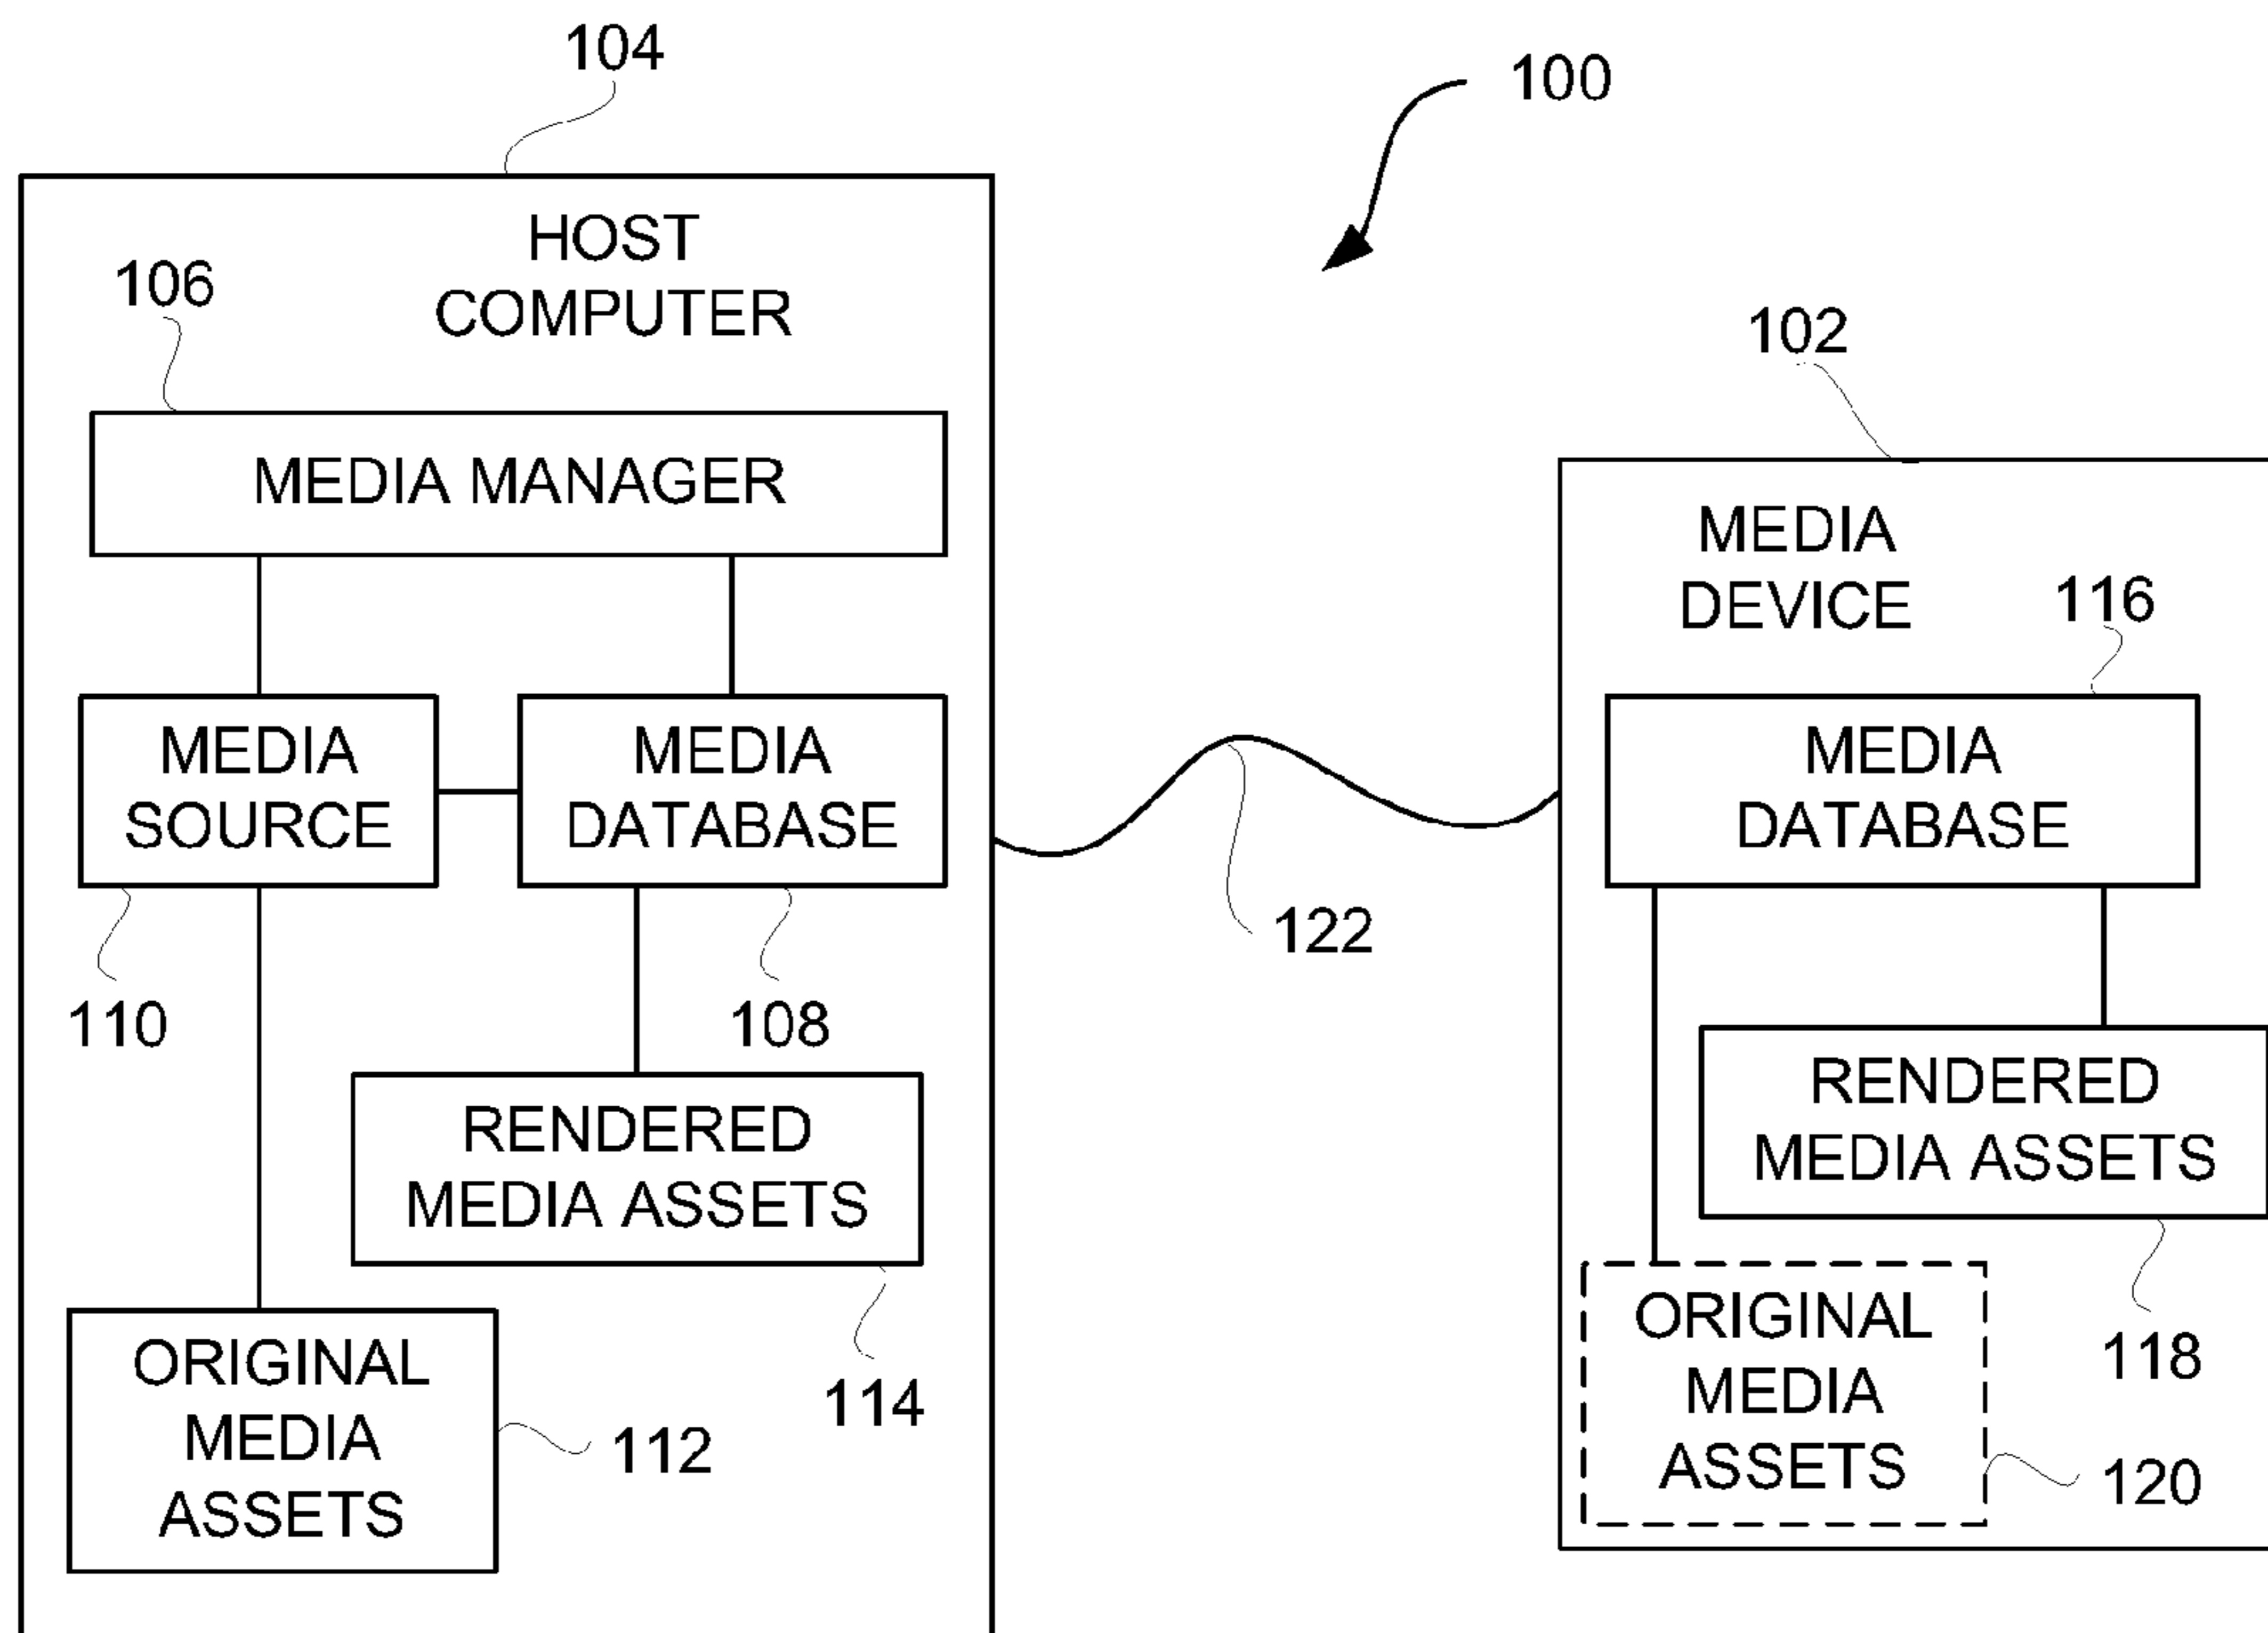 104
100
HOST
COMPUTER
106
102
MEDIA MANAGER
MEDIA
DEVICE
116
MEDIA
SOURCE
MEDIA
DATABASE
MEDIA
DATABASE
122
110
108
RENDERED
MEDIA ASSETS
RENDERED
MEDIA ASSETS
ORIGINAL
MEDIA
ASSETS
114
112
ORIGINAL
MEDIA
ASSETS
118
120